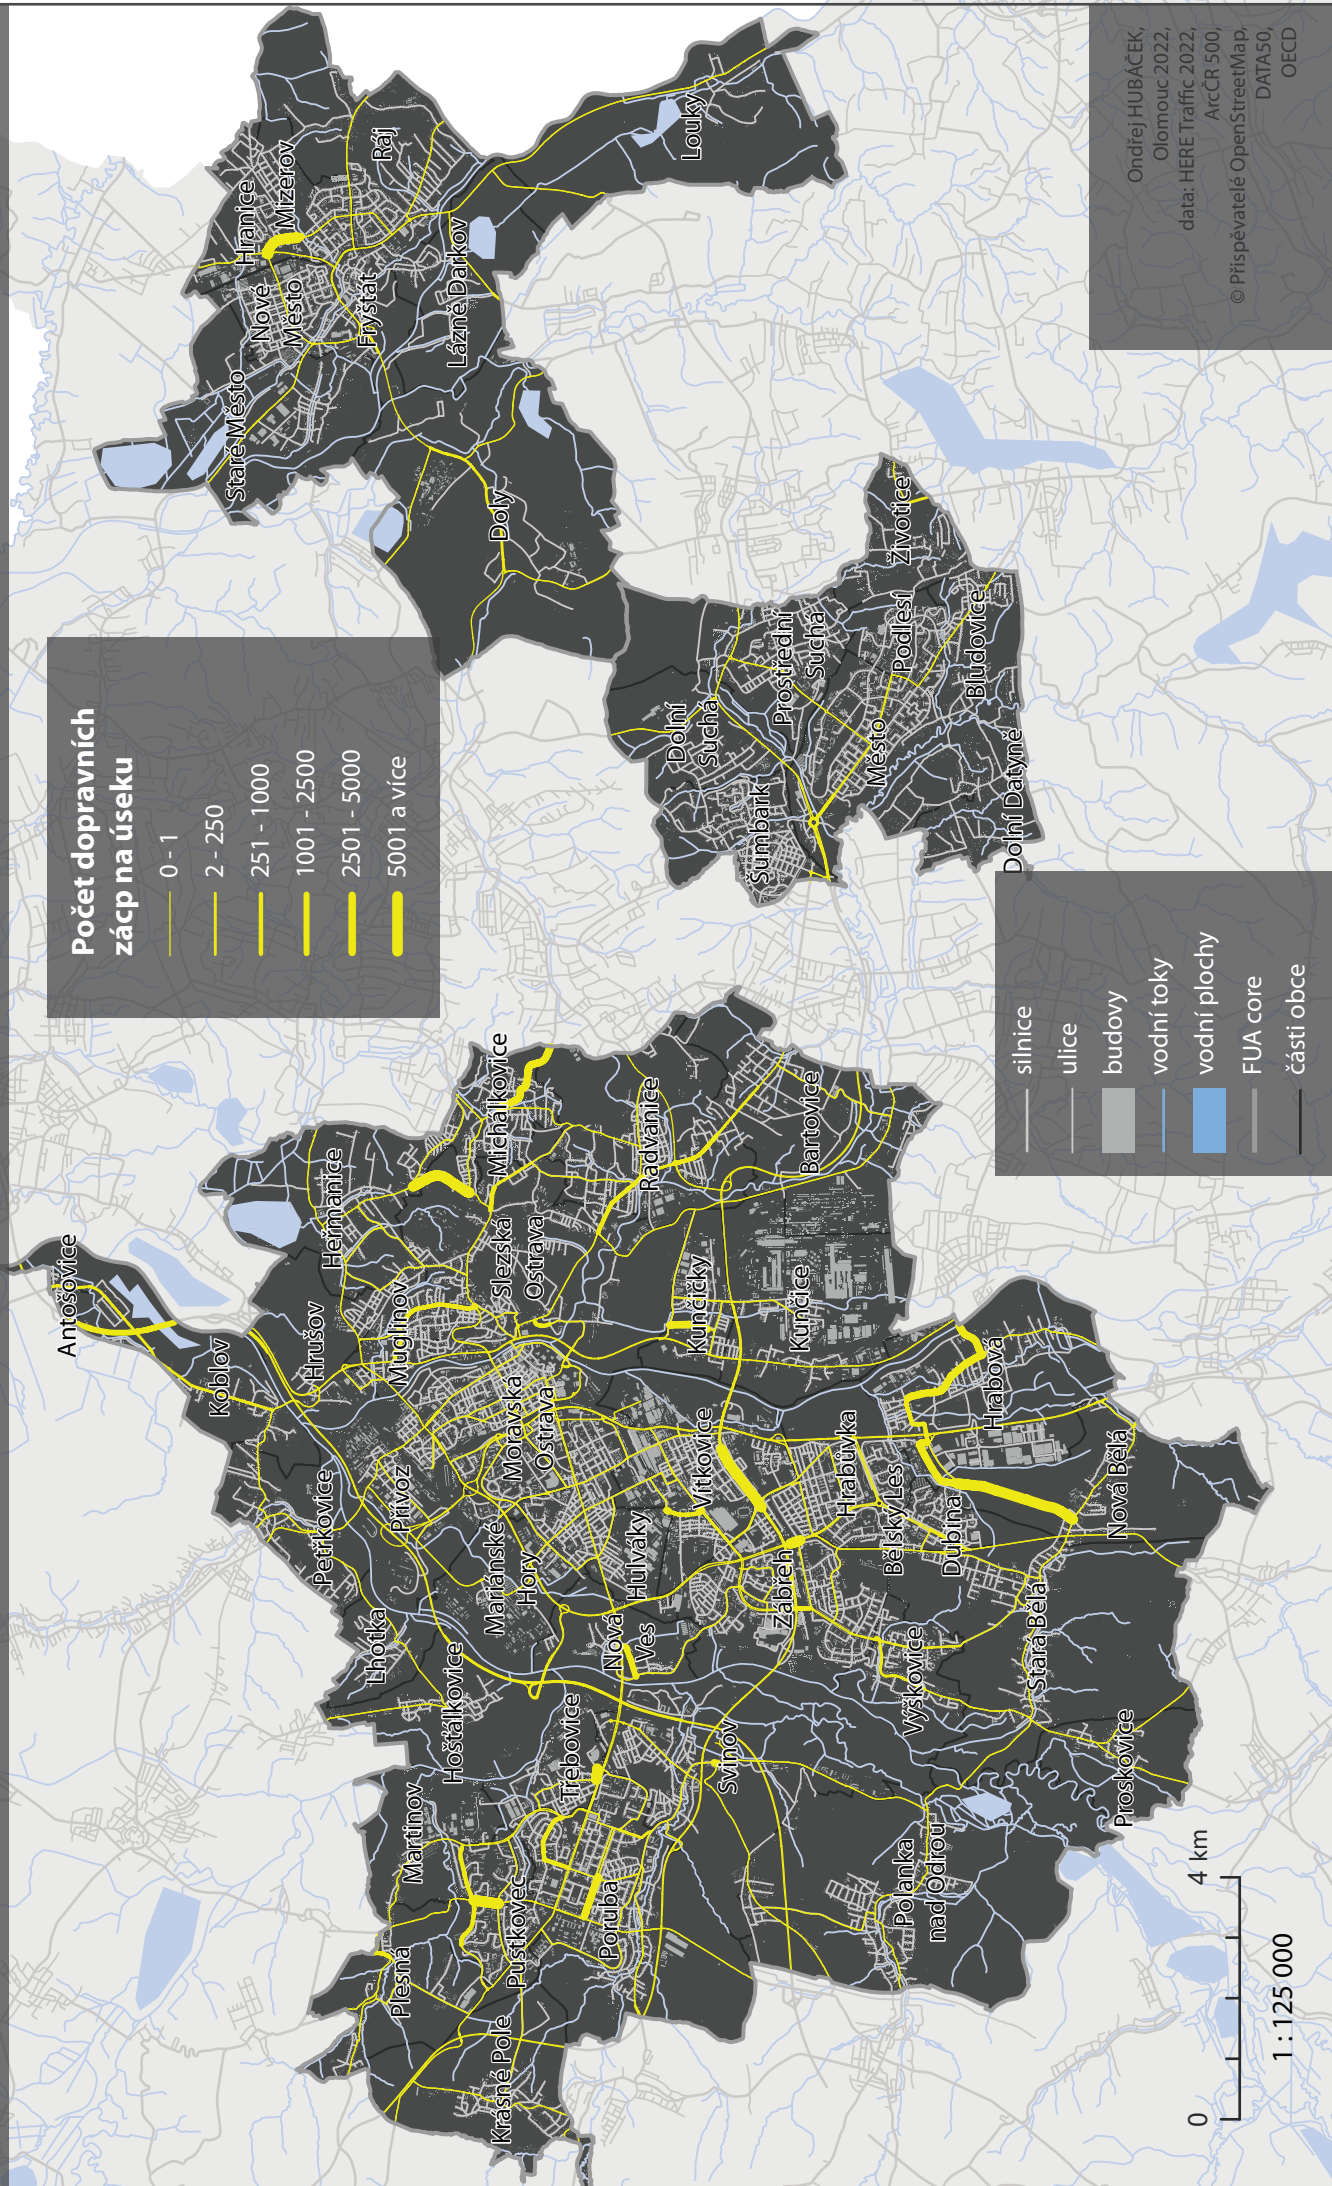 Počet dopravních
zácp na úseku
0 - 1
2 - 250
251 - 1000
1001 - 2500
2501 - 5000
5001 a více
silnice
ulice
budovy
vodní toky
vodní plochy
FUA core
části obce
Ondřej HUBÁČEK,
Olomouc 2022,
data: HERE Traffic 2022,
ArcČR 500,
© Přispěvatelé OpenStreetMap,
DATA50,
OECD
0
4 km
1 : 125 000
Antošovice
Koblov
Hrušov
Heřmanice
Petřkovice
Muglinov
Přívoz
Lhotka
Hošťálkovice
Martinov
Plesná
Krásné Pole
Pustkovec
Poruba
Třebovice
Svinov
Mariánské
Hory
Moravská
Ostrava
Slezská
Ostrava
Michálkovice
Radvanice
Bartovice
Kunčičky
Kunčice
Vítkovice
Hulváky
Nová
Ves
Zábřeh
Hrabůvka
Bělský Les
Dubina
Výškovice
Hrabová
Nová Bělá
Stará Bělá
Proskovice
Polanka
nad Odrou
Hranice
Mizerov
Ráj
Nové
Město
Fryštát
Staré Město
Lázně Darkov
Louky
Doly
Dolní
Suchá
Prostřední
Suchá
Šumbark
Město
Podlesí
Životice
Bludovice
Dolní Datyně